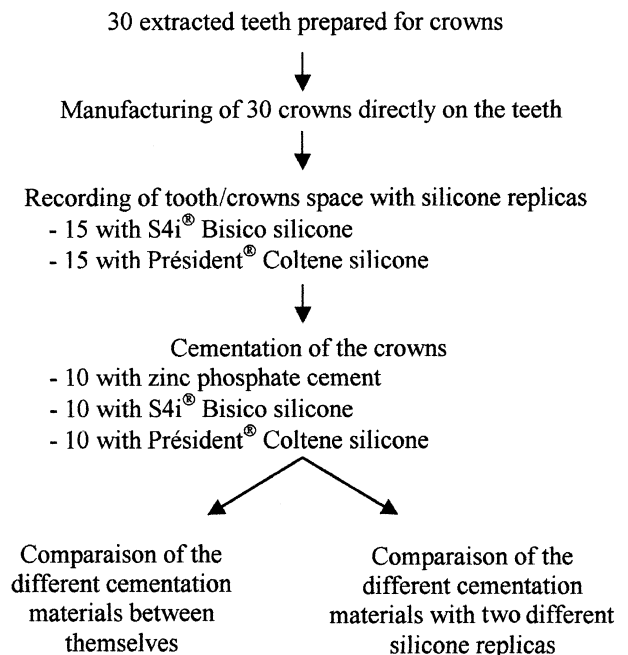 30 extracted teeth prepared for crowns
Manufacturing of 30 crowns directly on the teeth
Recording of tooth/crowns space with silicone replicas
- 15 with S4i® Bisico silicone
- 15 with Président® Coltene silicone
Cementation of the crowns
- 10 with zinc phosphate cement
- 10 with S4i® Bisico silicone
- 10 with Président® Coltene silicone
Comparaison of the
different cementation
materials between
themselves
Comparaison of the
different cementation
materials with two different
silicone replicas